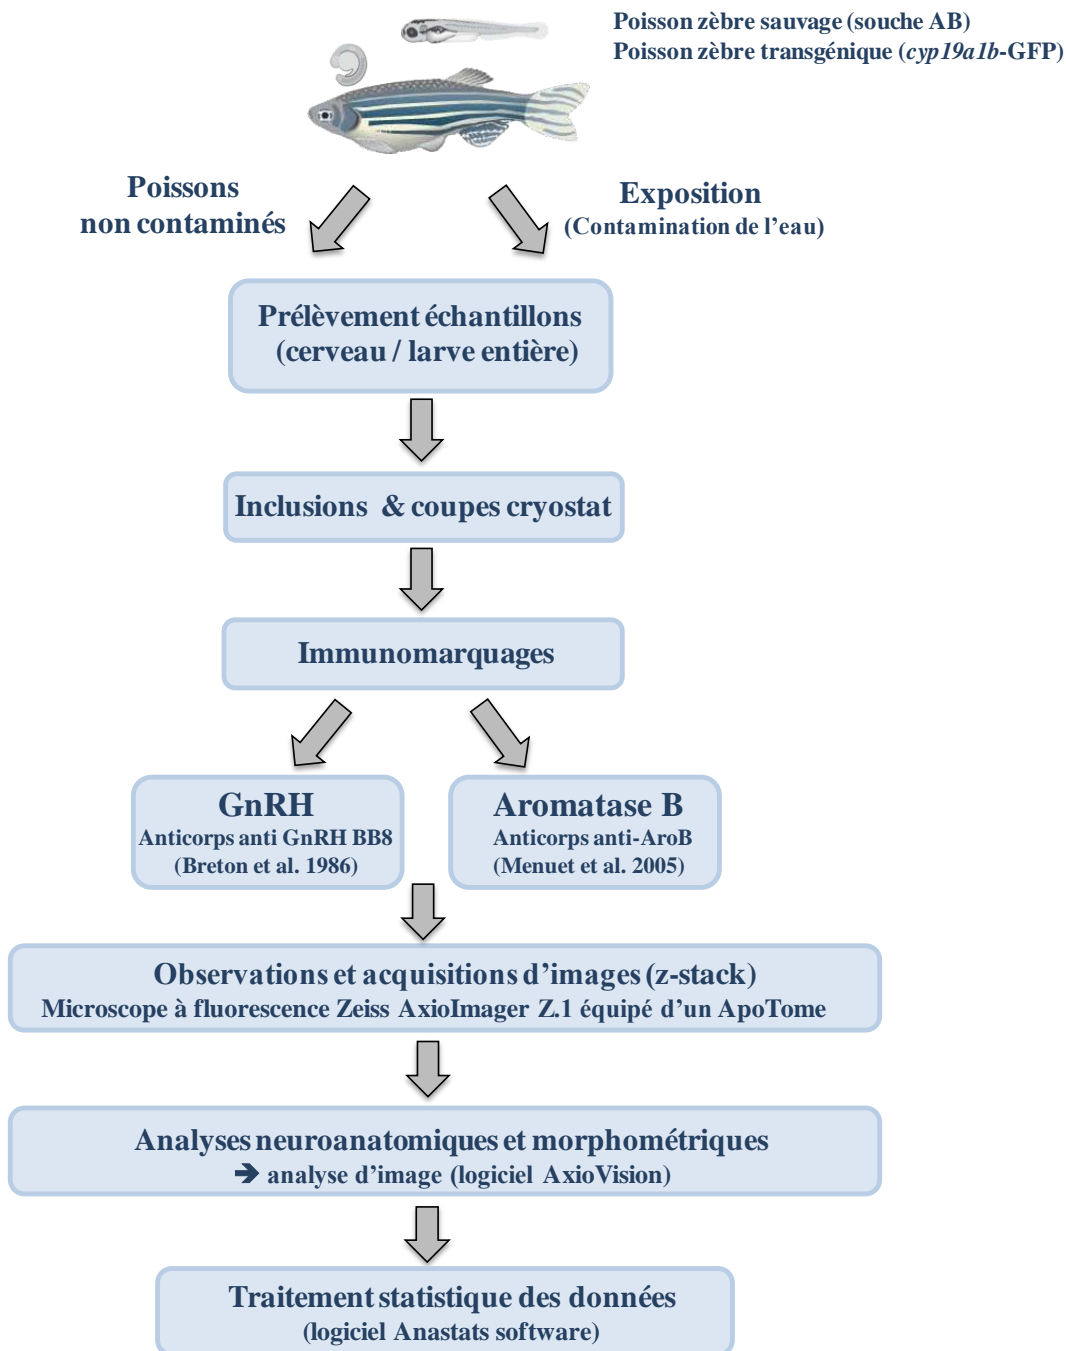 Poisson zèbre sauvage (souche AB)
Poisson zèbre transgénique (cyp19a1b-GFP)
Poissons
non contaminés
Exposition
(Contamination de l’eau)
Prélèvement échantillons
(cerveau / larve entière)
Inclusions & coupes cryostat
Immunomarquages
GnRH
Anticorps anti GnRH BB8
(Breton et al. 1986)
Aromatase B
Anticorps anti-AroB
(Menuet et al. 2005)
Observations et acquisitions d’images (z-stack)
Microscope à fluorescence Zeiss AxioImager Z.1 équipé d’un ApoTome
Analyses neuroanatomiques et morphométriques
➔ analyse d’image (logiciel AxioVision)
Traitement statistique des données
(logiciel Anastats software)